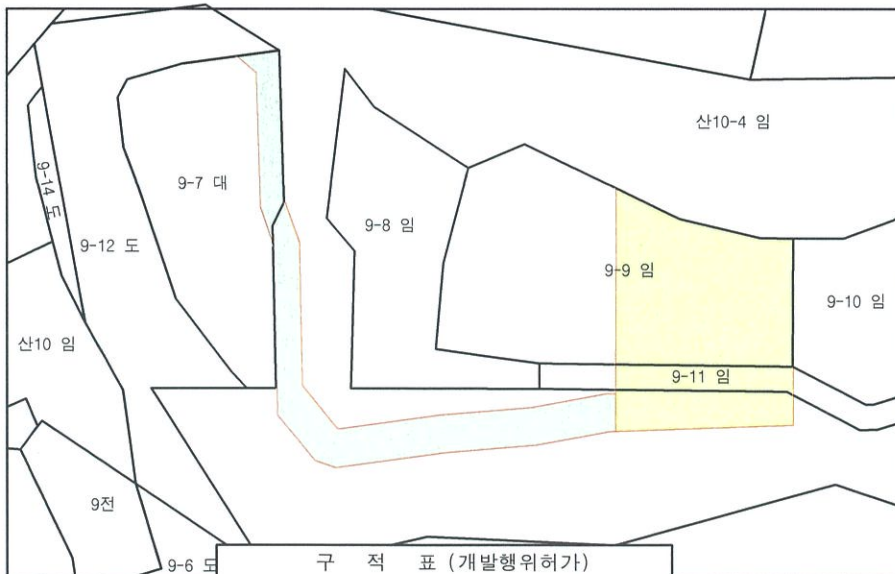 산10-4 임
9-14 도
9-7 대
9-8 임
9-12 도
9-9 임
9-10 임
산10 임
9-11 임
9전
9-6 도
구 적 표 (개발행위허가)